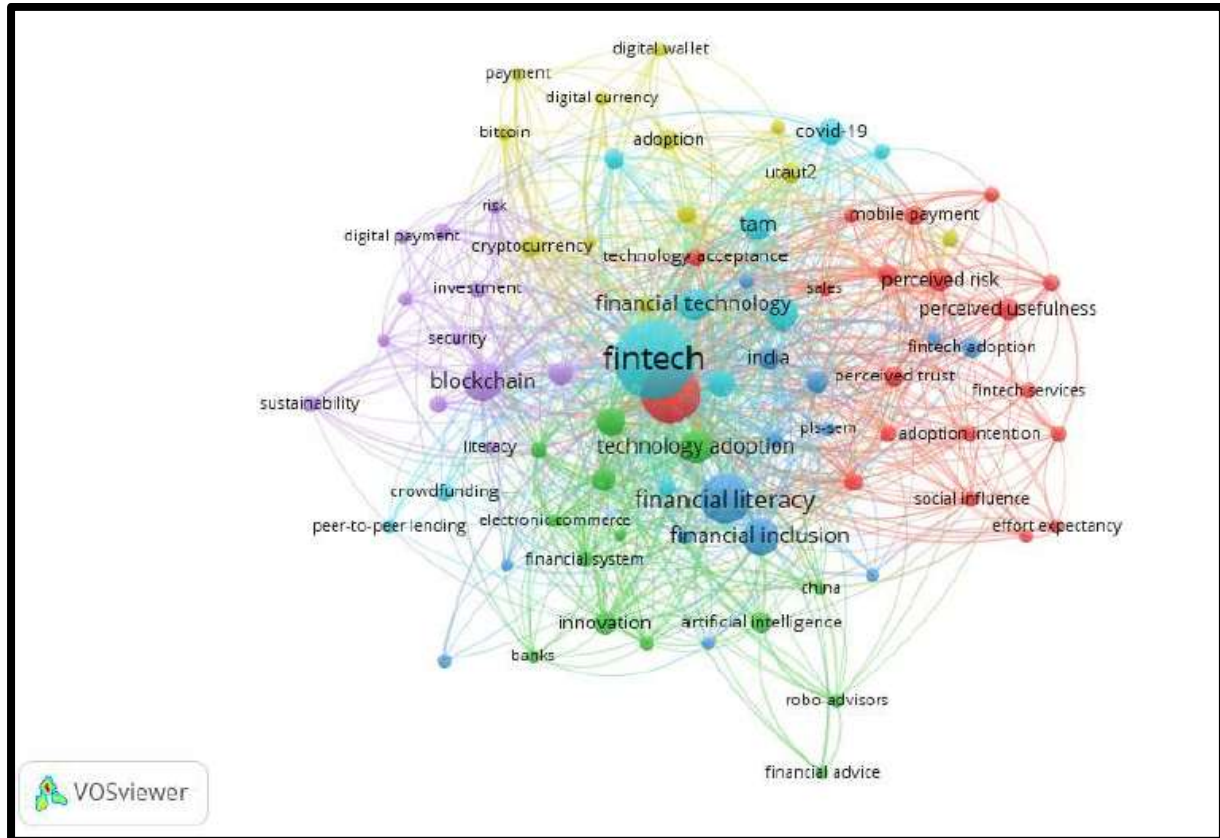 digital wallet
payment
digital currency
bitcoin
adoption
covid-19
utaut2
risk
mobile payment
digital payment
cryptocurrency
tam
technology acceptance
investment
sales
perceived risk
financial technology
perceived usefulness
security
fintech
india
fintech adoption
blockchain
perceived trust
fintech services
sustainability
literacy
technology adoption
pls-sem
adoption intention
crowdfunding
financial literacy
social influence
peer-to-peer lending
electronic commerce
financial inclusion
effort expectancy
financial system
china
innovation
artificial intelligence
banks
robo advisors
financial advice
VOSviewer